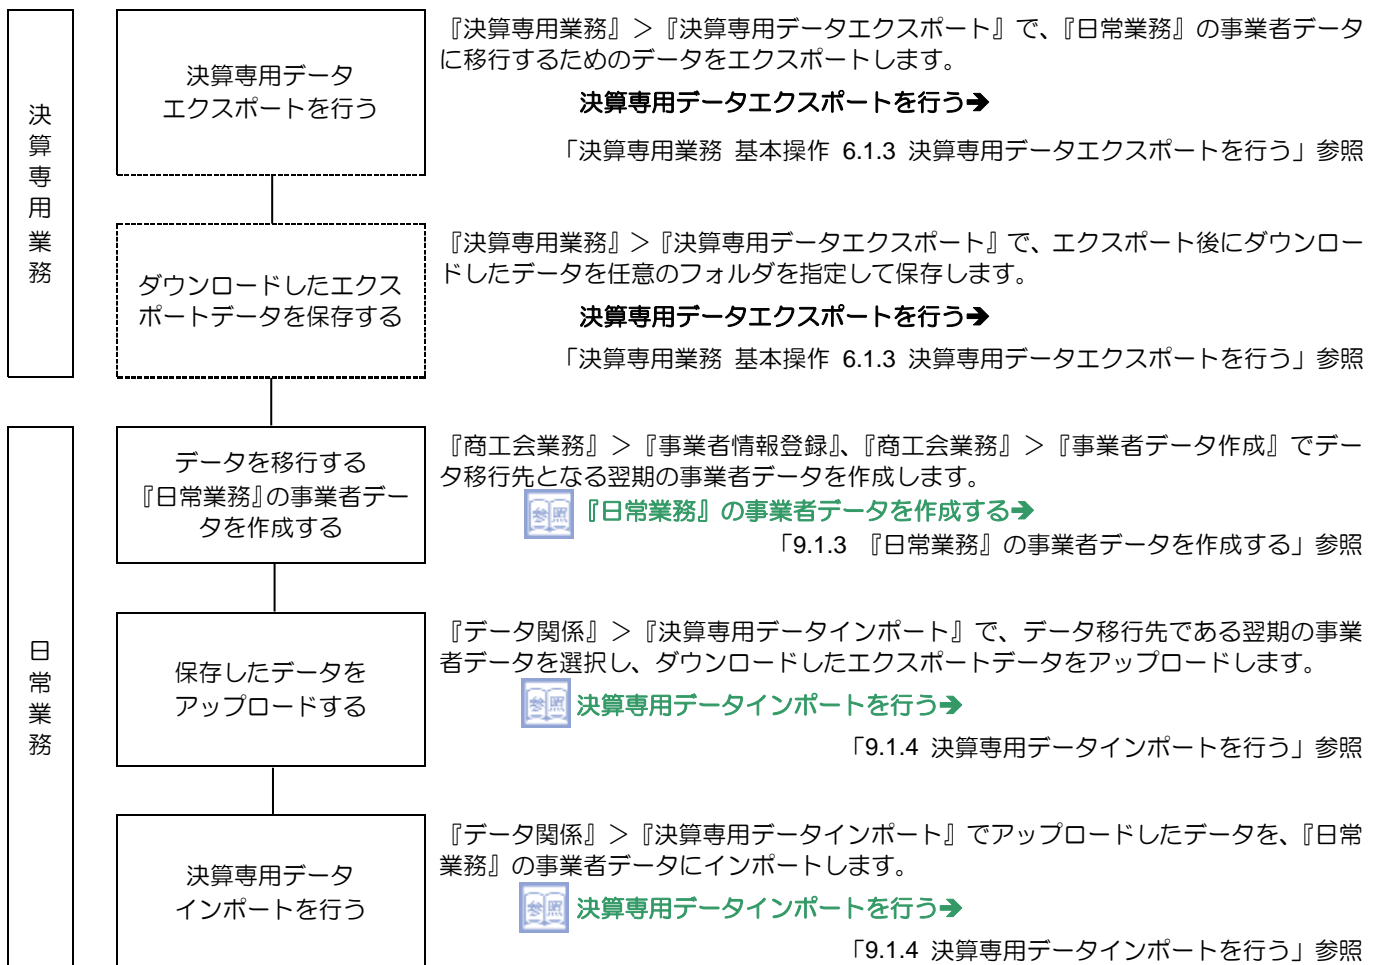 決算専用業務
決算専用データ
エクスポートを行う
『決算専用業務』＞『決算専用データエクスポート』で、『日常業務』の事業者データ
に移行するためのデータをエクスポートします。
決算専用データエクスポートを行う➔
「決算専用業務 基本操作 6.1.3 決算専用データエクスポートを行う」参照
ダウンロードしたエクス
ポートデータを保存する
『決算専用業務』＞『決算専用データエクスポート』で、エクスポート後にダウンロー
ドしたデータを任意のフォルダを指定して保存します。
決算専用データエクスポートを行う➔
「決算専用業務 基本操作 6.1.3 決算専用データエクスポートを行う」参照
日常業務
データを移行する
『日常業務』の事業者デー
タを作成する
『商工会業務』＞『事業者情報登録』、『商工会業務』＞『事業者データ作成』でデー
タ移行先となる翌期の事業者データを作成します。
参照 『日常業務』の事業者データを作成する➔
「9.1.3 『日常業務』の事業者データを作成する」参照
保存したデータを
アップロードする
『データ関係』＞『決算専用データインポート』で、データ移行先である翌期の事業
者データを選択し、ダウンロードしたエクスポートデータをアップロードします。
参照 決算専用データインポートを行う➔
「9.1.4 決算専用データインポートを行う」参照
決算専用データ
インポートを行う
『データ関係』＞『決算専用データインポート』でアップロードしたデータを、『日常
業務』の事業者データにインポートします。
参照 決算専用データインポートを行う➔
「9.1.4 決算専用データインポートを行う」参照